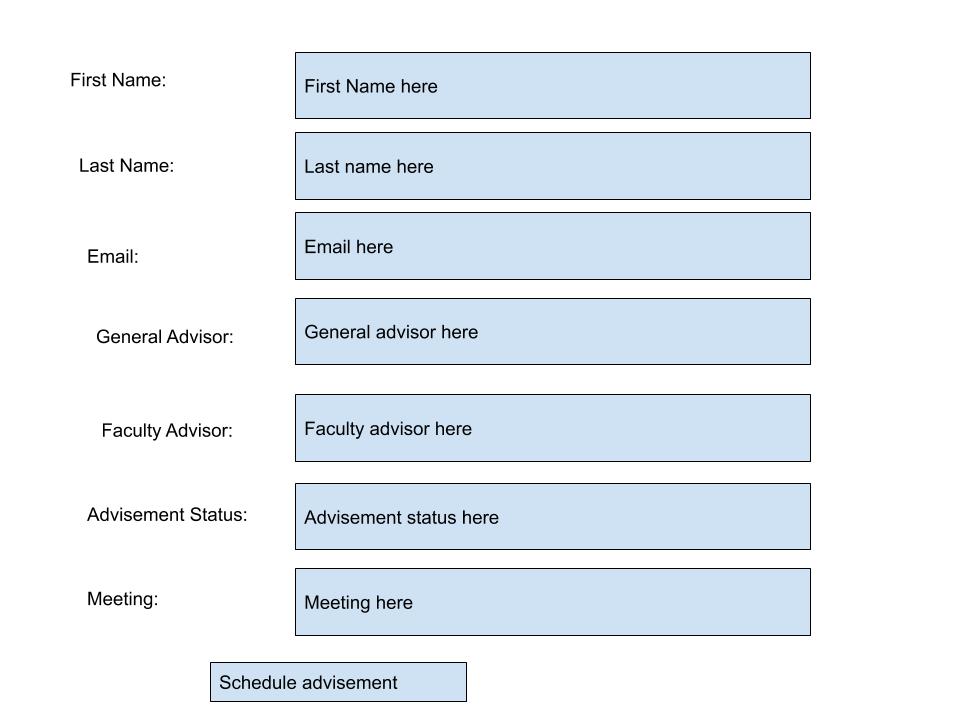 First Name:
First Name here
Last Name:
Last name here
Email:
Email here
General Advisor:
General advisor here
Faculty Advisor:
Faculty advisor here
Advisement Status:
Advisement status here
Meeting:
Meeting here
Schedule advisement